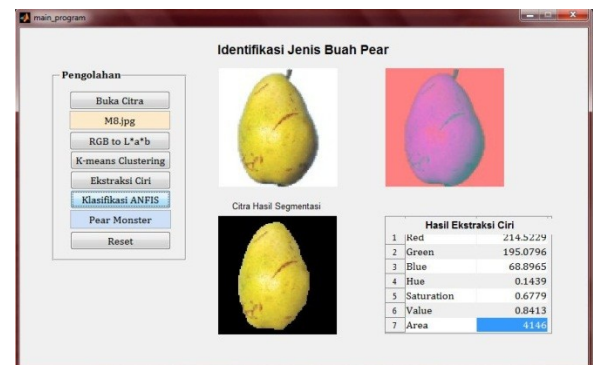 main_program
Identifikasi Jenis Buah Pear
Pengolahan
Buka Citra
M8.jpg
RGB to L*a*b
K-means Clustering
Ekstraksi Ciri
Klasifikasi ANFIS
Pear Monster
Reset
Citra Hasil Segmentasi
Hasil Ekstraksi Ciri
1 Red 214.5229
2 Green 195.0796
3 Blue 68.8965
4 Hue 0.1439
5 Saturation 0.6779
6 Value 0.8413
7 Area 4146